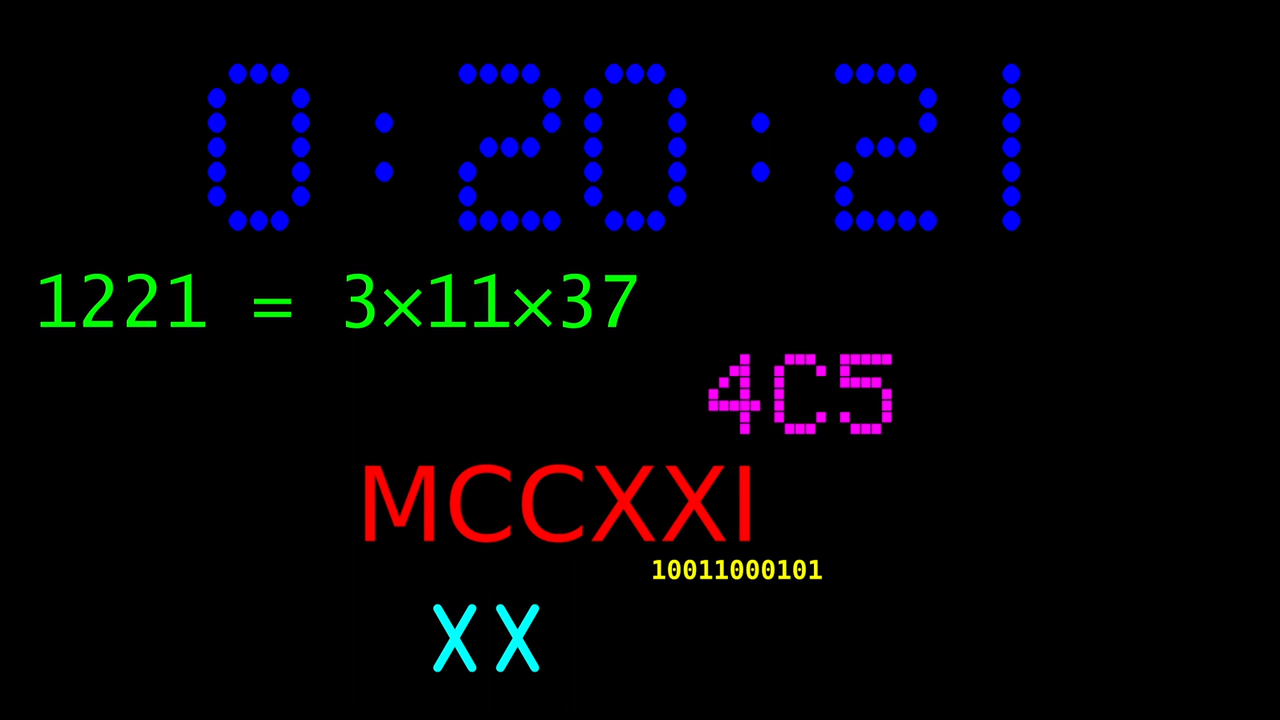 0:20:21
1221 = 3×11×37
4C5
MCCXXI
10011000101
XX